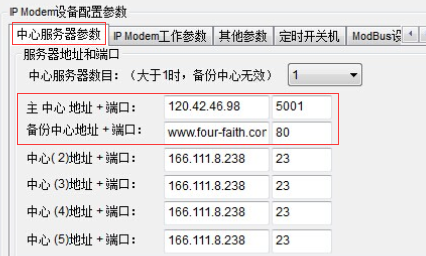 IP Modem设备配置参数
中心服务器参数 IP Modem工作参数 其他参数 定时开关机 ModBus设
服务器地址和端口
中心服务器数目：（大于1时，备份中心无效） 1
主 中心 地址＋端口： 120.42.46.98 5001
备份中心地址＋端口： www.four-faith.cor 80
中心( 2)地址＋端口： 166.111.8.238 23
中心 (3)地址＋端口： 166.111.8.238 23
中心 (4)地址＋端口： 166.111.8.238 23
中心 (5)地址＋端口： 166.111.8.238 23